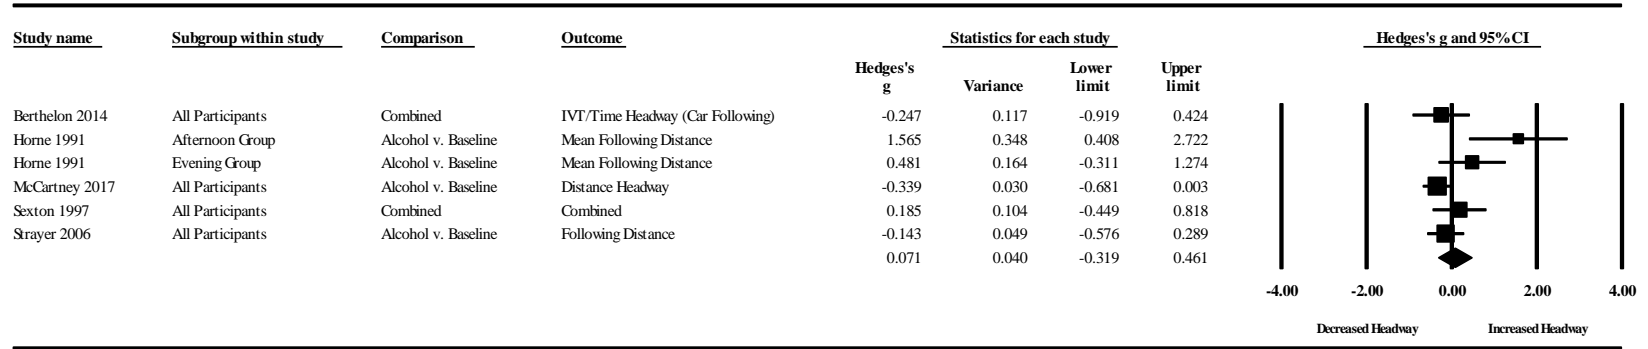 Study name Subgroup within study Comparison Outcome Statistics for each study Hedges's g and 95% CI
Hedges's g Variance Lower limit Upper limit
Berthelon 2014 All Participants Combined IVT/Time Headway (Car Following) -0.247 0.117 -0.919 0.424
Horne 1991 Afternoon Group Alcohol v. Baseline Mean Following Distance 1.565 0.348 0.408 2.722
Horne 1991 Evening Group Alcohol v. Baseline Mean Following Distance 0.481 0.164 -0.311 1.274
McCartney 2017 All Participants Alcohol v. Baseline Distance Headway -0.339 0.030 -0.681 0.003
Sexton 1997 All Participants Combined Combined 0.185 0.104 -0.449 0.818
Strayer 2006 All Participants Alcohol v. Baseline Following Distance -0.143 0.049 -0.576 0.289
0.071 0.040 -0.319 0.461
-4.00 -2.00 0.00 2.00 4.00
Decreased Headway Increased Headway